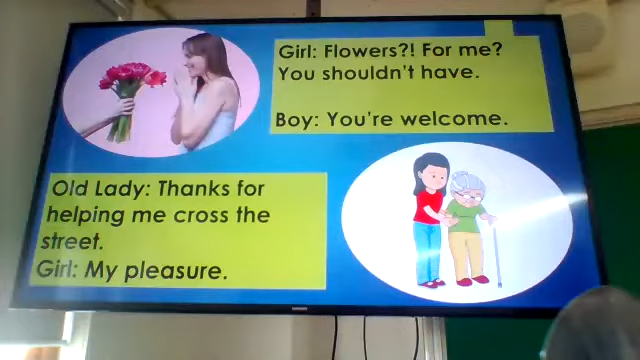 Girl: Flowers?! For me?
You shouldn't have.
Boy: You're welcome.
Old Lady: Thanks for
helping me cross the
street.
Girl: My pleasure.